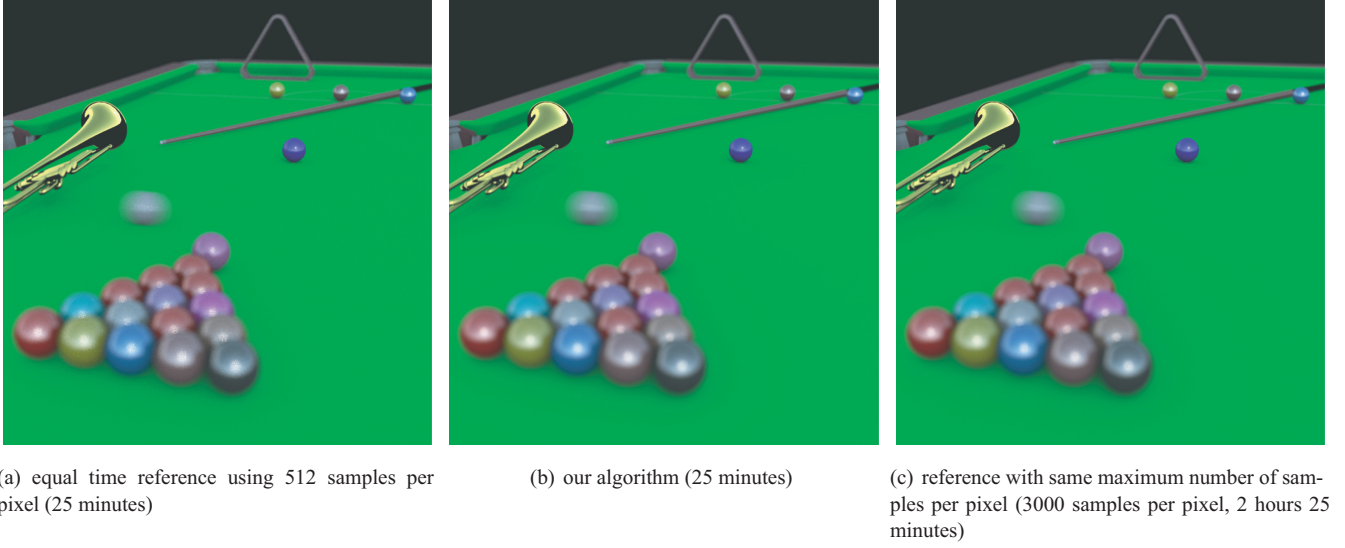 (a) equal time reference using 512 samples per
pixel (25 minutes)
(b) our algorithm (25 minutes)
(c) reference with same maximum number of sam-
ples per pixel (3000 samples per pixel, 2 hours 25
minutes)